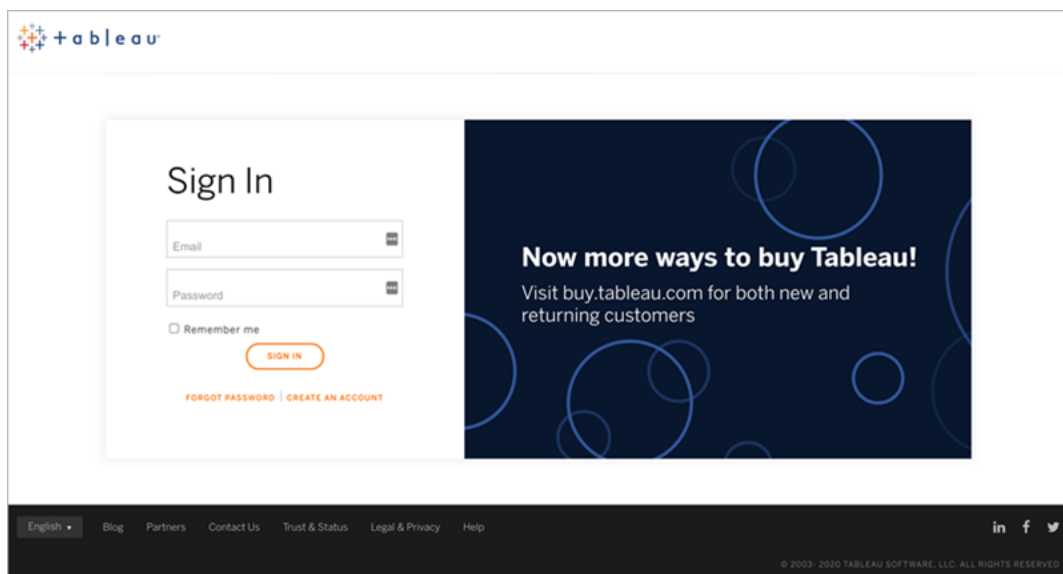 +ableau
Sign In
Email
Password
Remember me
SIGN IN
FORGOT PASSWORD | CREATE AN ACCOUNT
Now more ways to buy Tableau!
Visit buy.tableau.com for both new and
returning customers
English Blog Partners Contact Us Trust & Status Legal & Privacy Help
in f
© 2003- 2020 TABLEAU SOFTWARE, LLC. ALL RIGHTS RESERVED